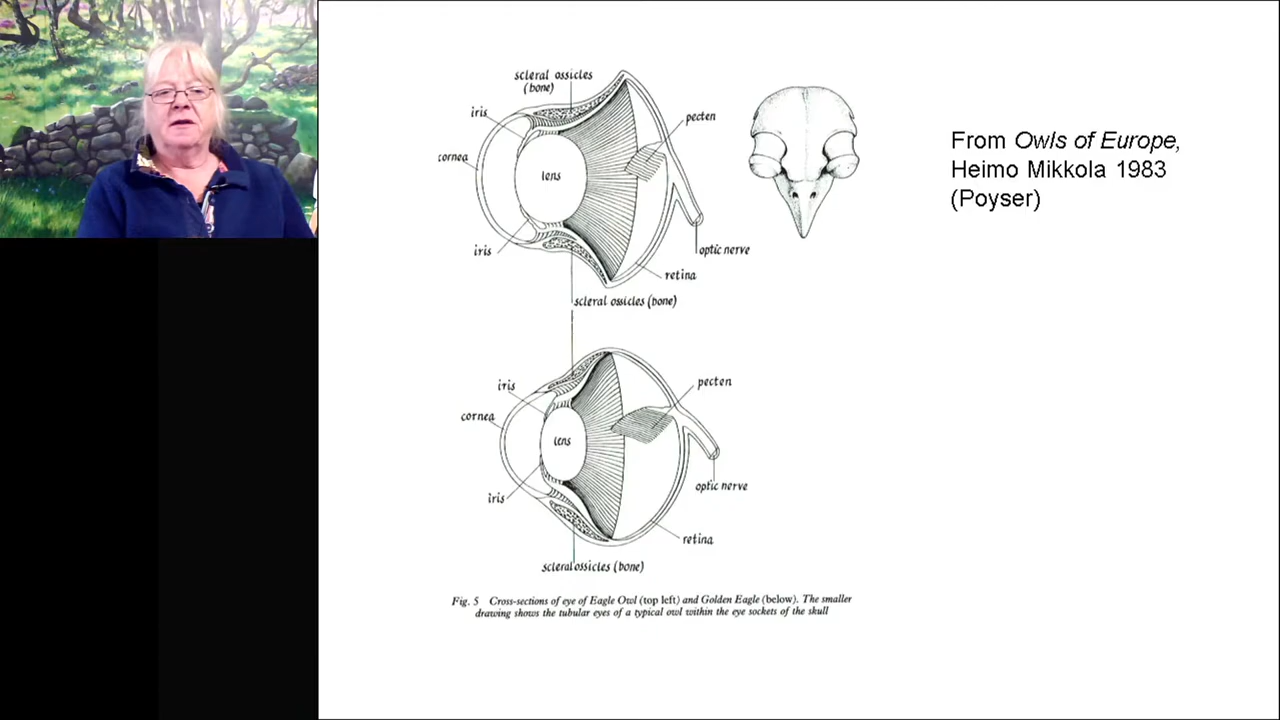 scleral ossicles
(bone)
iris
cornea
lens
pecten
iris
optic nerve
retina
scleral ossicles (bone)
From Owls of Europe,
Heimo Mikkola 1983
(Poyser)
iris
cornea
lens
pecten
iris
optic nerve
retina
scleral ossicles (bone)
Fig. 5 Cross-sections of eye of Eagle Owl (top left) and Golden Eagle (below). The smaller
drawing shows the tubular eyes of a typical owl within the eye sockets of the skull